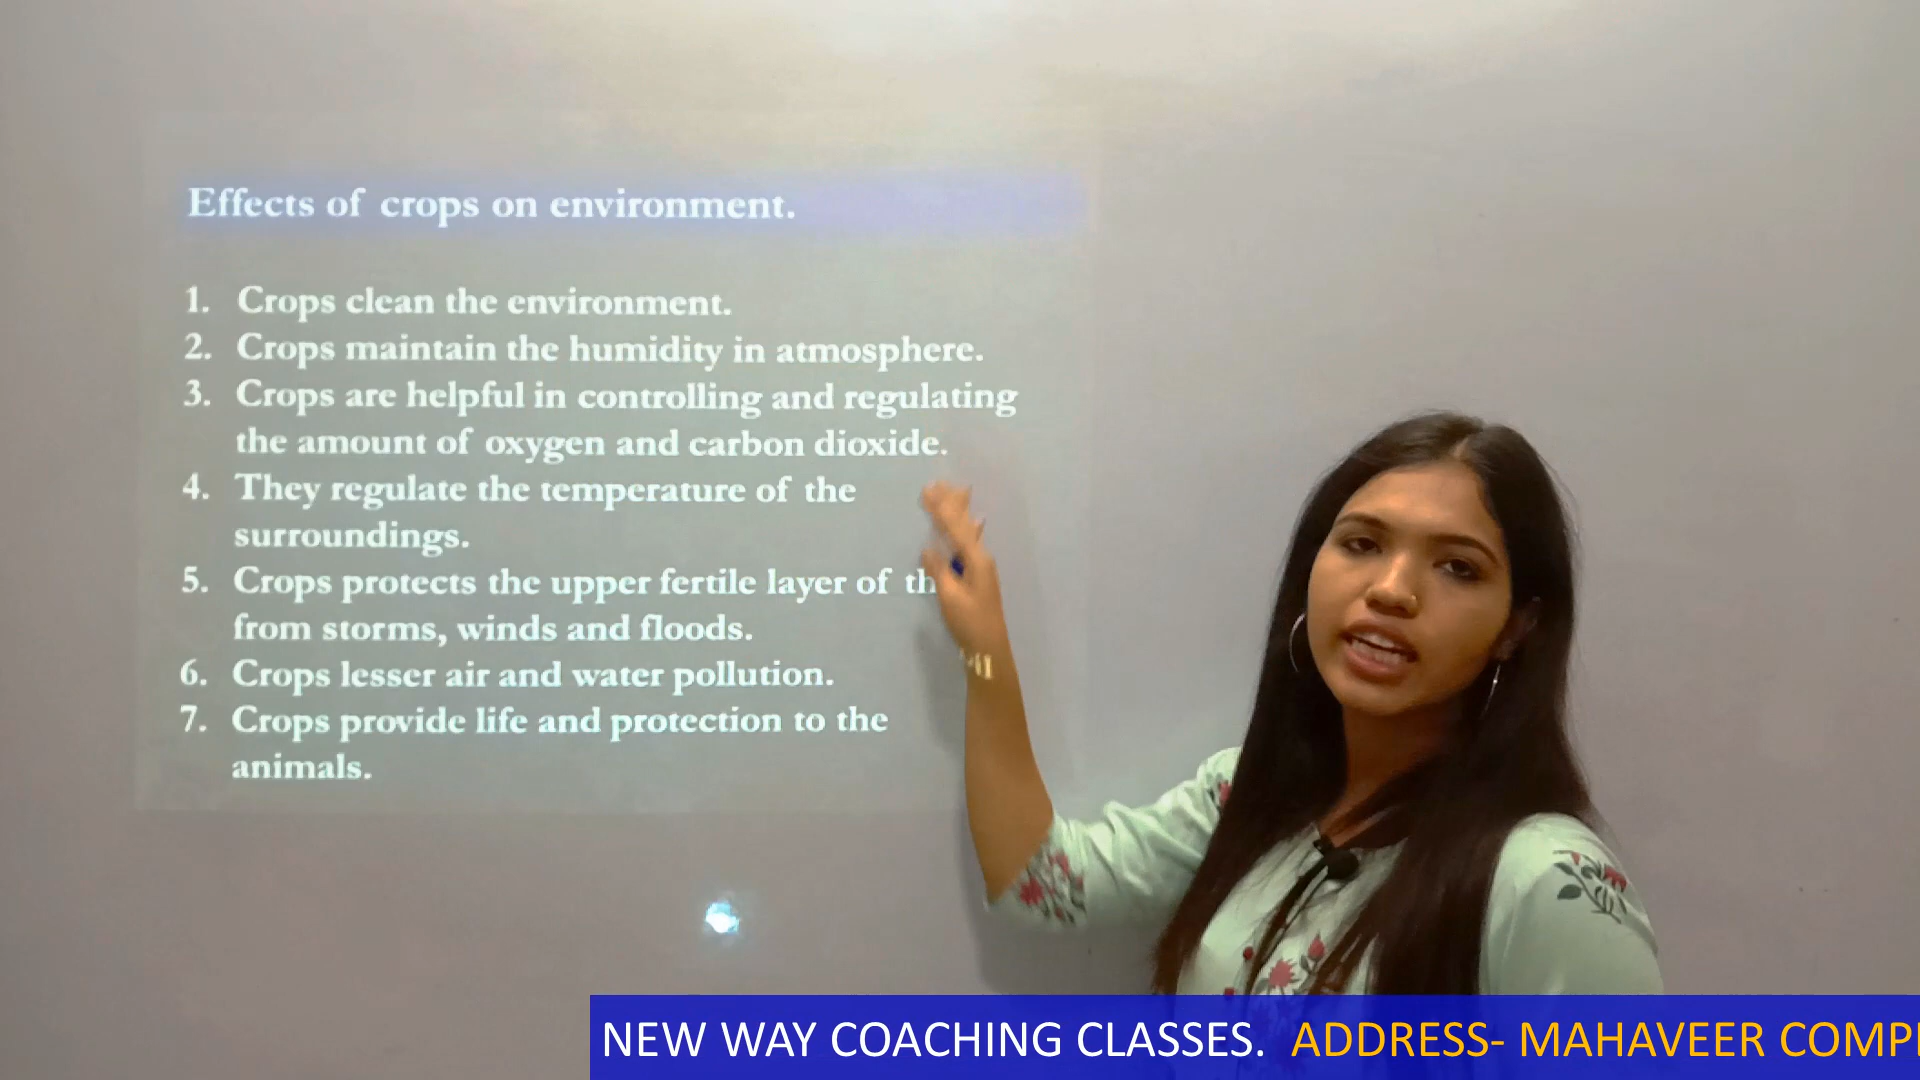 Effects of crops on environment.
1. Crops clean the environment.
2. Crops maintain the humidity in atmosphere.
3. Crops are helpful in controlling and regulating
the amount of oxygen and carbon dioxide.
4. They regulate the temperature of the
surroundings.
5. Crops protects the upper fertile layer of
from storms, winds and floods.
6. Crops lesser air and water pollution.
7. Crops provide life and protection to the
animals.
NEW WAY COACHING CLASSES. ADDRESS- MAHAVEER